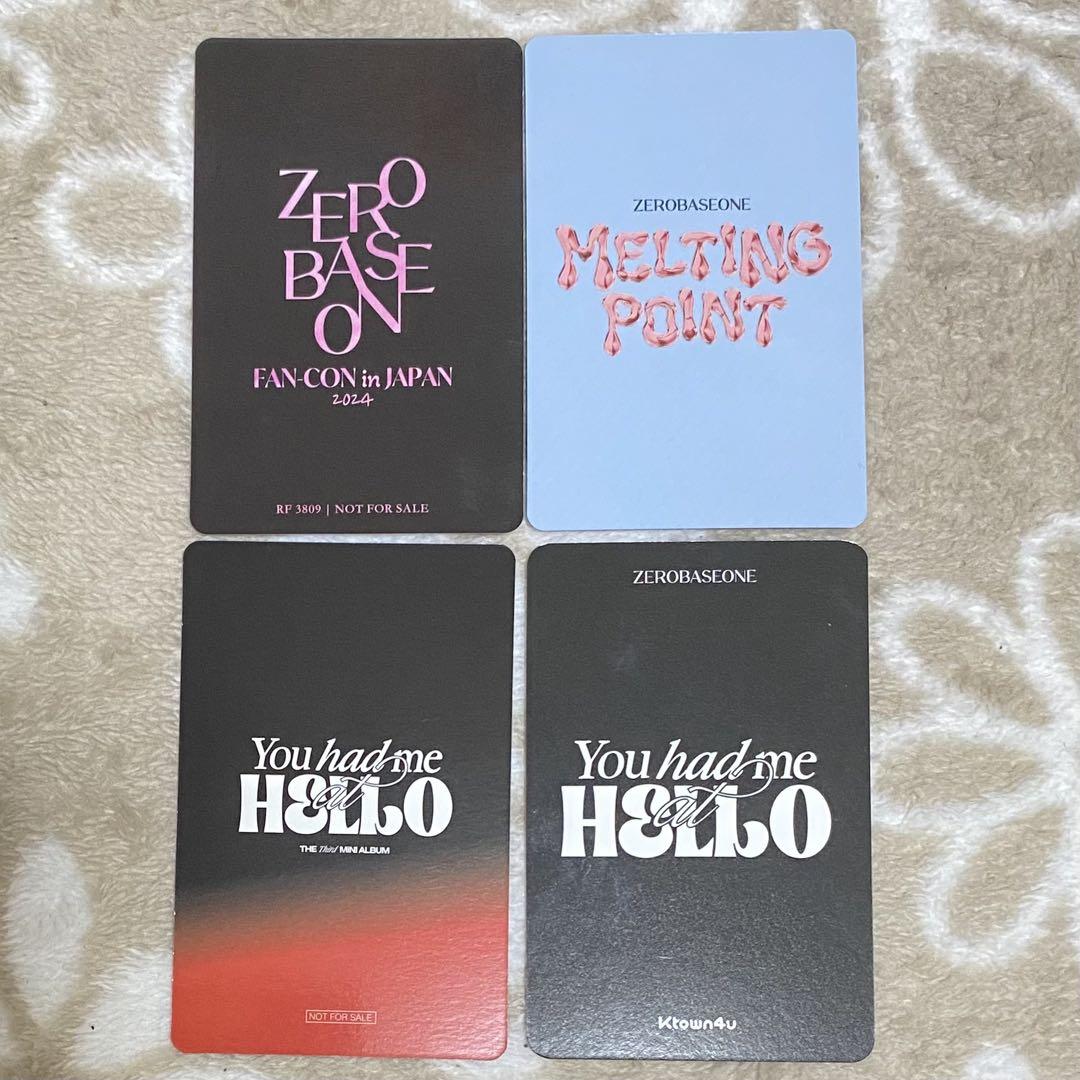 ZERO
BASE
ONE
FAN-CON in JAPAN
2024
RF 3809 | NOT FOR SALE
ZEROBASEONE
MELTING
POINT
You had me
at
HELLO
THE Third MINI ALBUM
NOT FOR SALE
ZEROBASEONE
You had me
at
HELLO
Ktown4u